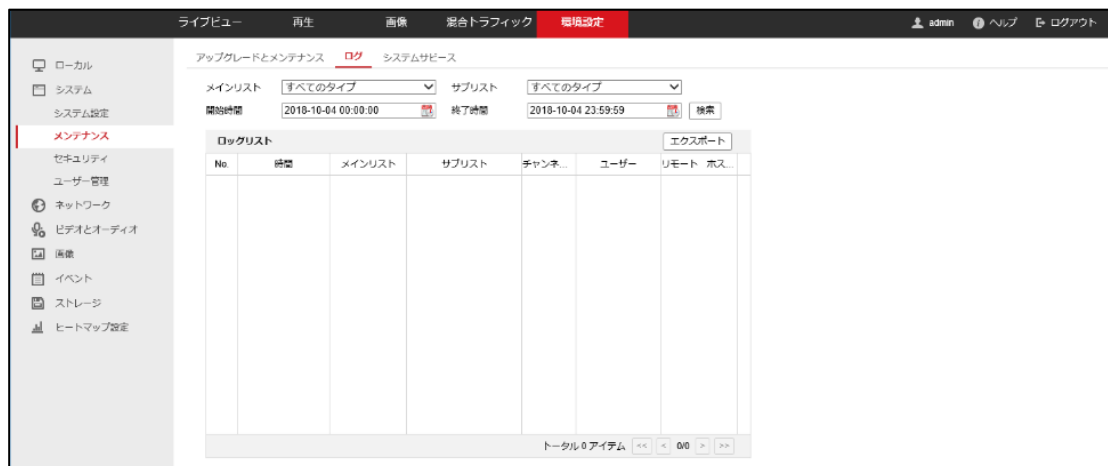 ライブビュー 再生 画像 混合トラフィック 環境設定 admin ヘルプ ログアウト
アップグレードとメンテナンス ログ システムサービース
ローカル
システム
システム設定
メンテナンス
セキュリティ
ユーザー管理
ネットワーク
ビデオとオーディオ
画像
イベント
ストレージ
ヒートマップ設定
メインリスト すべてのタイプ サブリスト すべてのタイプ
開始時間 2018-10-04 00:00:00 終了時間 2018-10-04 23:59:59 検索
ロッグリスト エクスポート
No. 時間 メインリスト サブリスト チャンネ... ユーザー リモート ホス...
トータル 0 アイテム << < 0/0 > >>